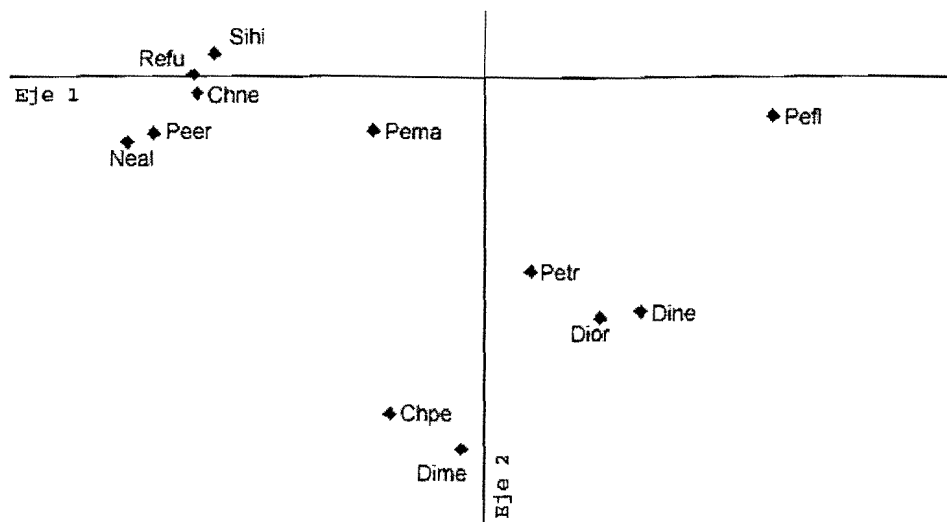 Sihi
Refu
Eje 1
Chne
Peer
Pema
Pefl
Neal
Petr
Dine
Dior
Chpe
Dime
Eje 2